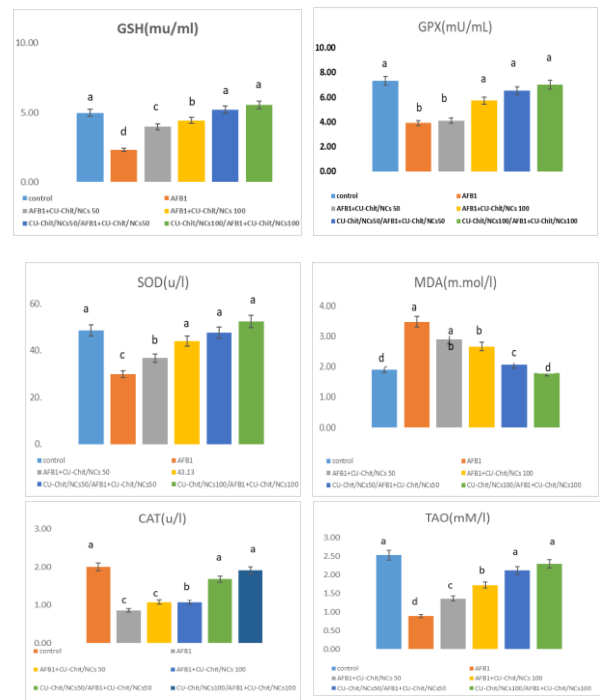 GSH(mu/ml)
10.00
5.00
0.00
a
d
c
b
a
a
control
AFB1
AFB1+CU-Chit/NCs 50
AFB1+CU-Chit/NCs 100
CU-Chit/NCs50/AFB1+CU-Chit/NCs50
CU-Chit/NCs100/AFB1+CU-Chit/NCs100
GPX(mU/mL)
10.00
8.00
6.00
4.00
2.00
0.00
a
b
b
a
a
a
control
AFB1
AFB1+CU-Chit/NCs 50
AFB1+CU-Chit/NCs 100
CU-Chit/NCs50/AFB1+CU-Chit/NCs50
CU-Chit/NCs100/AFB1+CU-Chit/NCs100
SOD(u/l)
60.
40.
20.
0.
a
c
b
a
a
a
control
AFB1
AFB1+CU-Chit/NCs 50
43.13
CU-Chit/NCs50/AFB1+CU-Chit/NCs50
CU-Chit/NCs100/AFB1+CU-Chit/NCs100
MDA(m.mol/l)
4.00
3.00
2.00
1.00
0.00
d
a
a
b
b
c
d
control
AFB1
AFB1+CU-Chit/NCs 50
AFB1+CU-Chit/NCs 100
CU-Chit/NCs50/AFB1+CU-Chit/NCs50
CU-Chit/NCs100/AFB1+CU-Chit/NCs100
CAT(u/l)
3.00
2.00
1.00
0.00
a
c
c
b
a
a
control
AFB1
AFB1+CU-Chit/NCs 50
AFB1+CU-Chit/NCs 100
CU-Chit/NCs50/AFB1+CU-Chit/NCs50
CU-Chit/NCs100/AFB1+CU-Chit/NCs100
TAO(mM/l)
3.00
2.50
2.00
1.50
1.00
0.50
0.00
a
d
c
b
a
a
control
AFB1
AFB1+CU-Chit/NCs 50
AFB1+CU-Chit/NCs 100
CU-Chit/NCs50/AFB1+CU-Chit/NCs50
CU-Chit/NCs100/AFB1+CU-Chit/NCs100